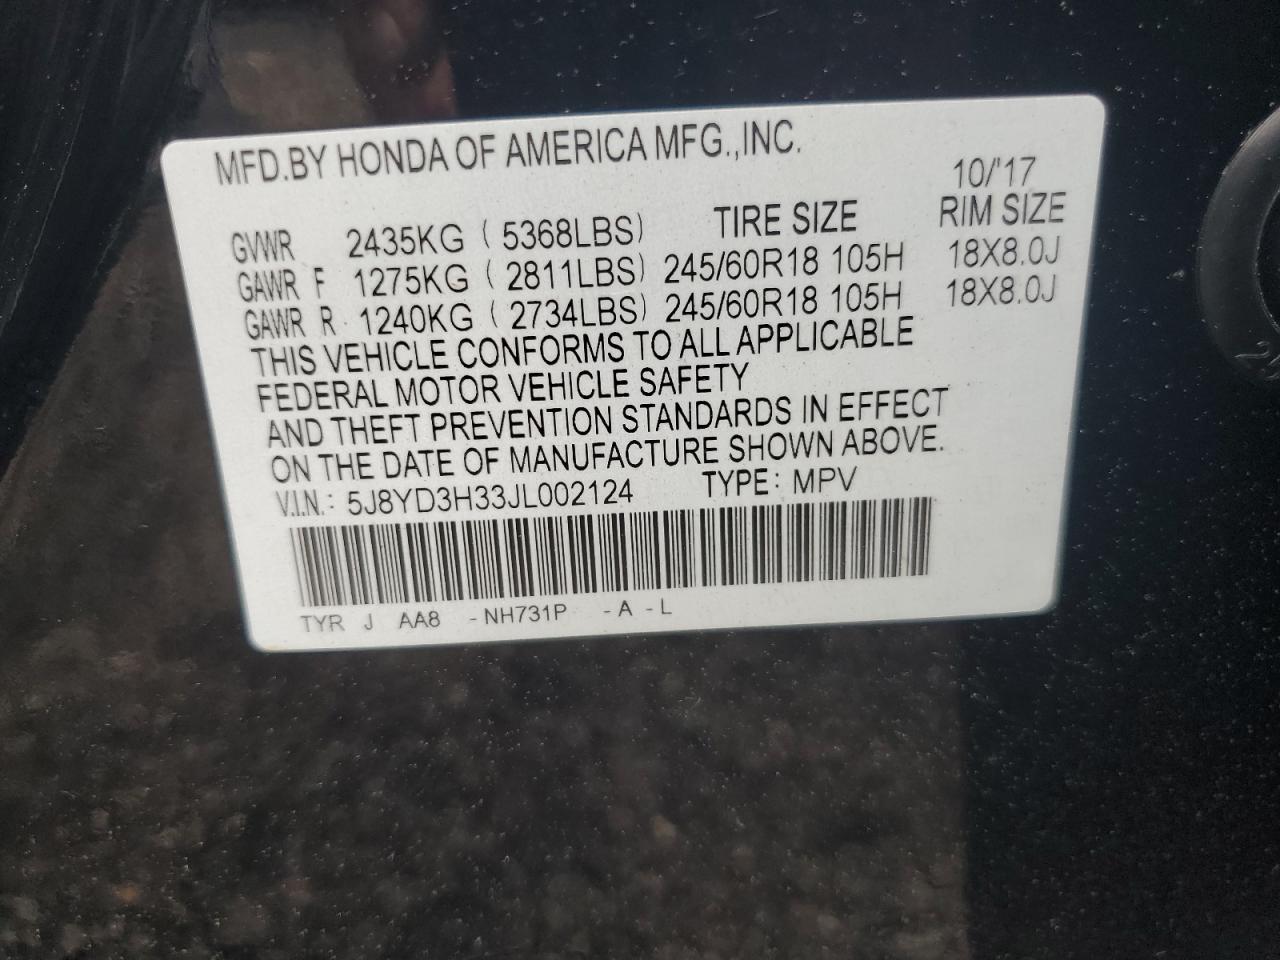 MFD.BY HONDA OF AMERICA MFG.,INC.
10/'17
TIRE SIZE RIM SIZE
GVWR 2435KG ( 5368LBS)
GAWR F 1275KG ( 2811LBS) 245/60R18 105H 18X8.0J
GAWR R 1240KG ( 2734LBS) 245/60R18 105H 18X8.0J
THIS VEHICLE CONFORMS TO ALL APPLICABLE
FEDERAL MOTOR VEHICLE SAFETY
AND THEFT PREVENTION STANDARDS IN EFFECT
ON THE DATE OF MANUFACTURE SHOWN ABOVE.
V.I.N.: 5J8YD3H33JL002124 TYPE: MPV
TYR J AA8 -NH731P -A -L